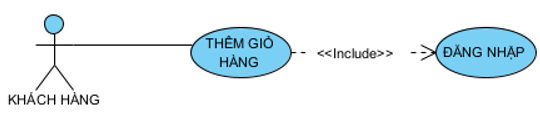 THÊM GIỎ
HÀNG
<<Include>>
ĐĂNG NHẬP
KHÁCH HÀNG